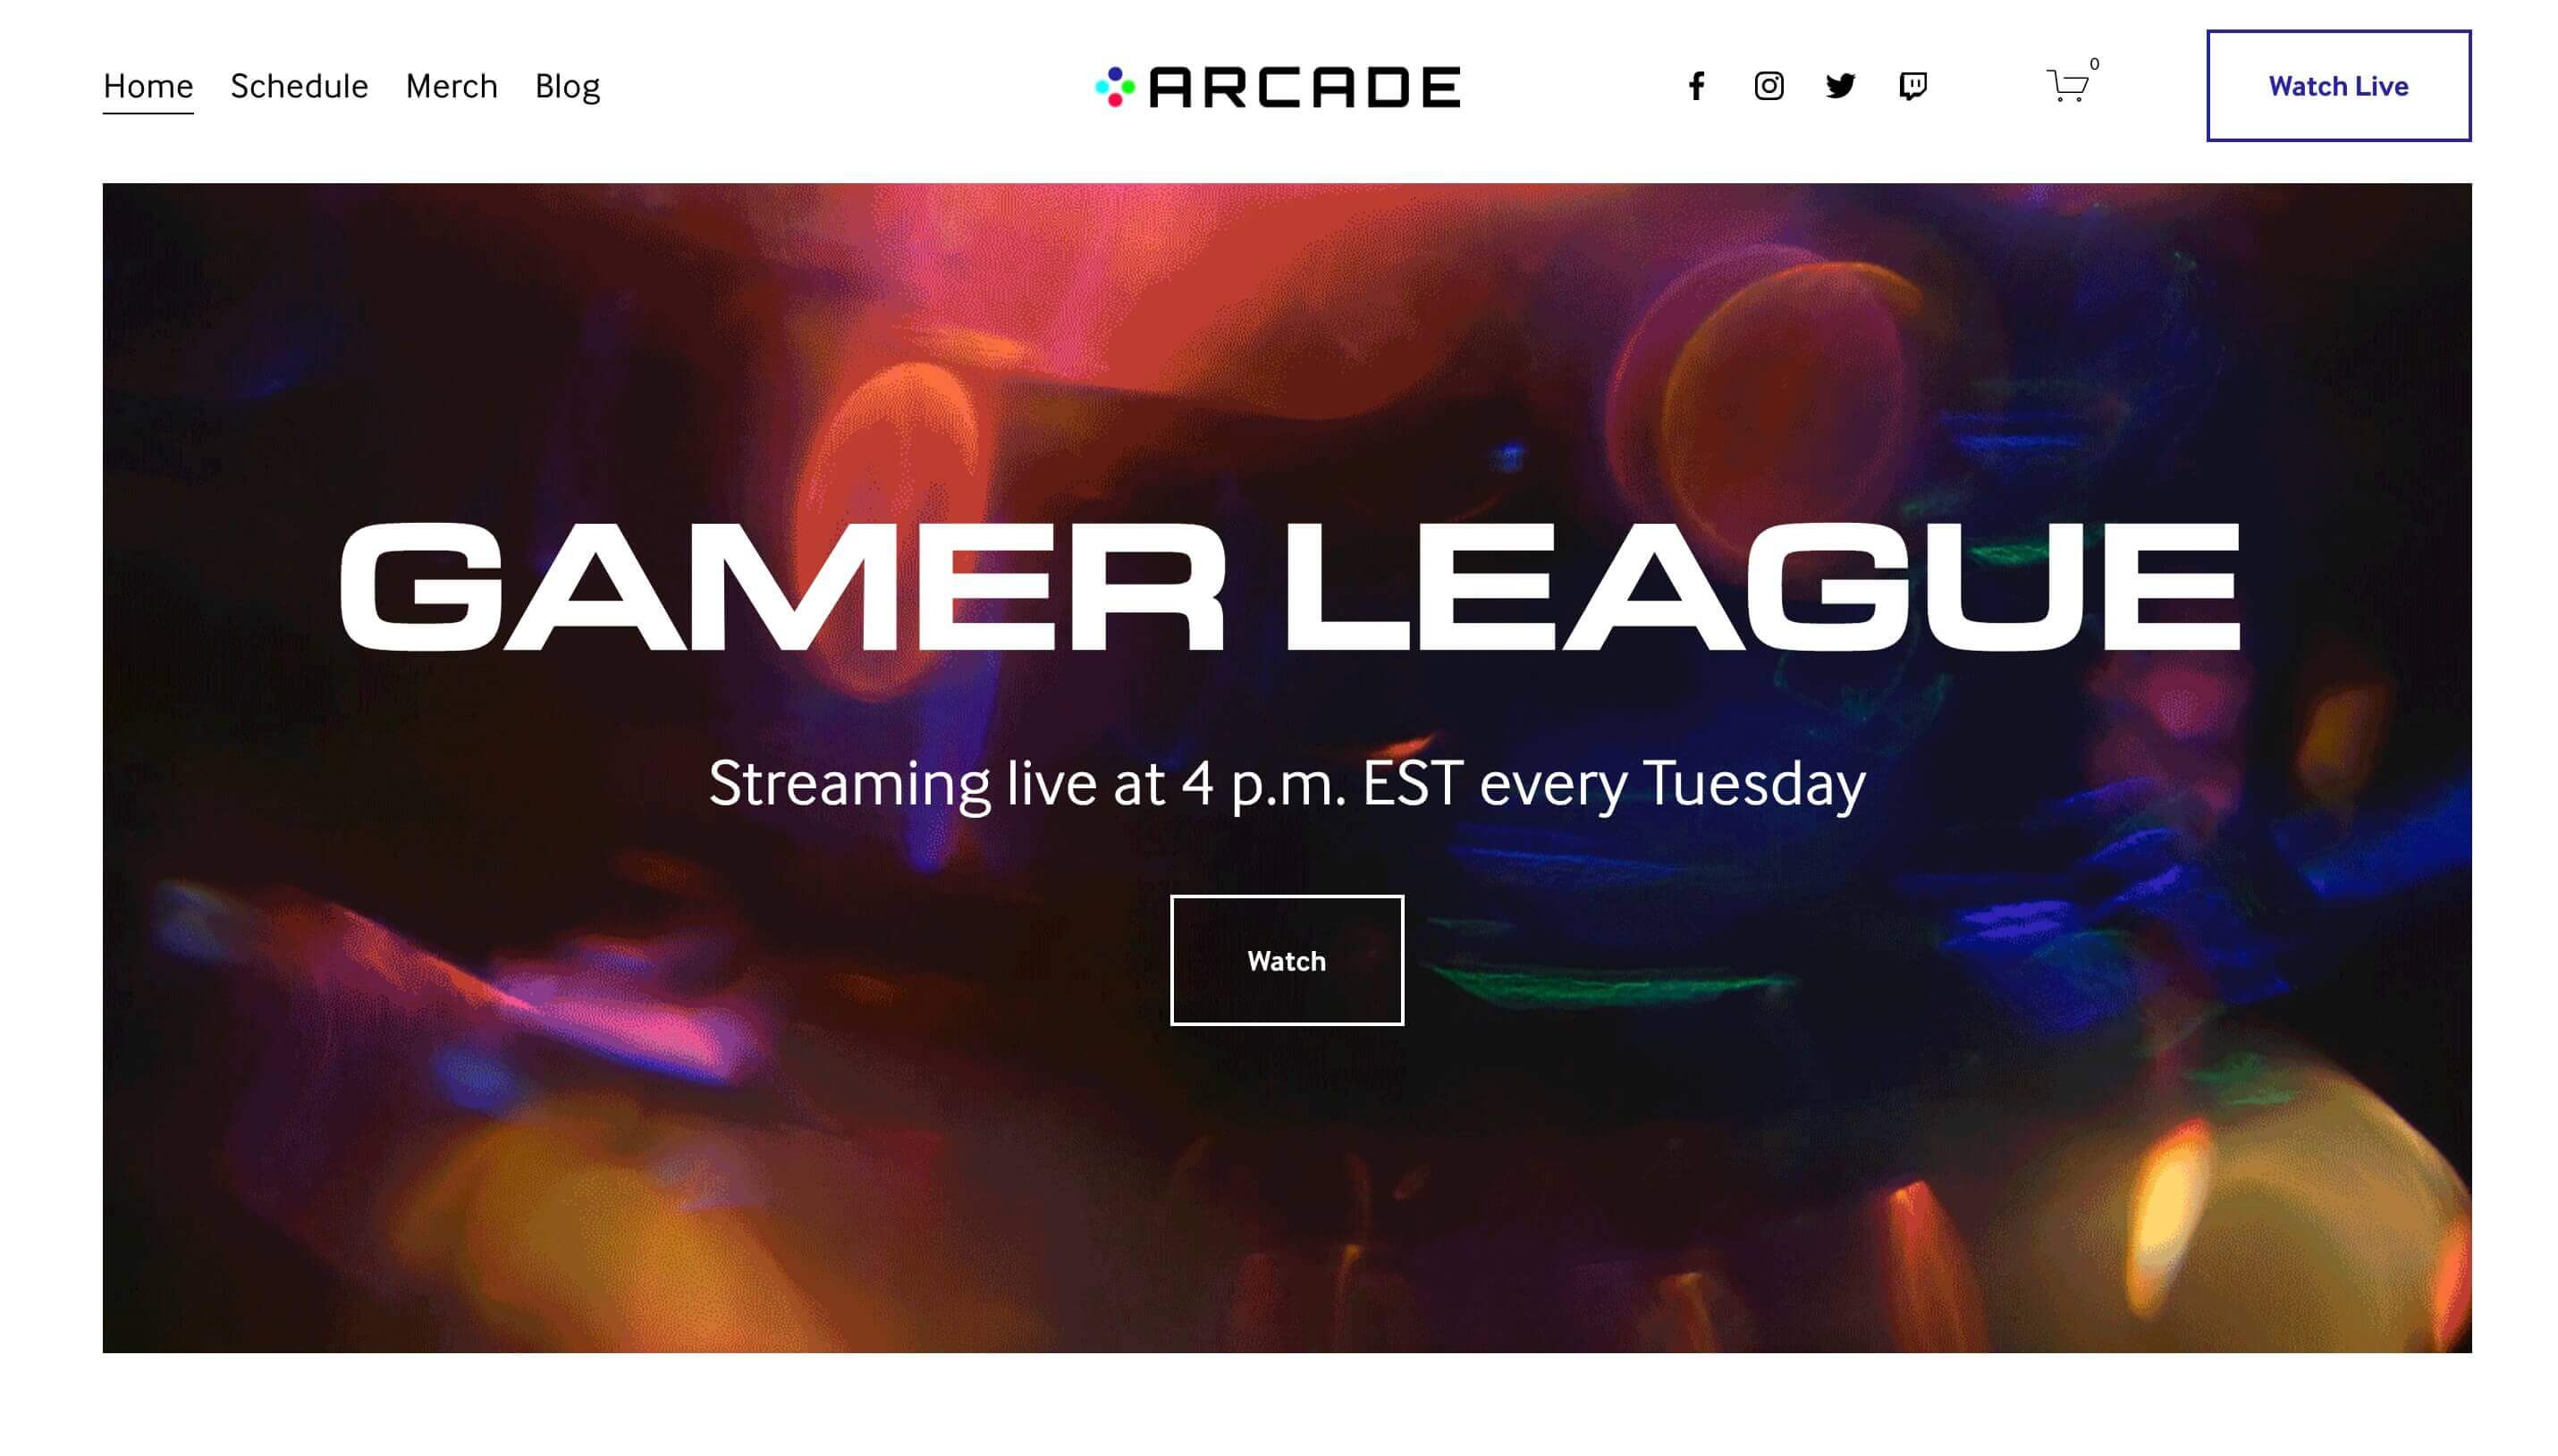 Home Schedule Merch Blog ARCADE 0 Watch Live
GAMER LEAGUE
Streaming live at 4 p.m. EST every Tuesday
Watch